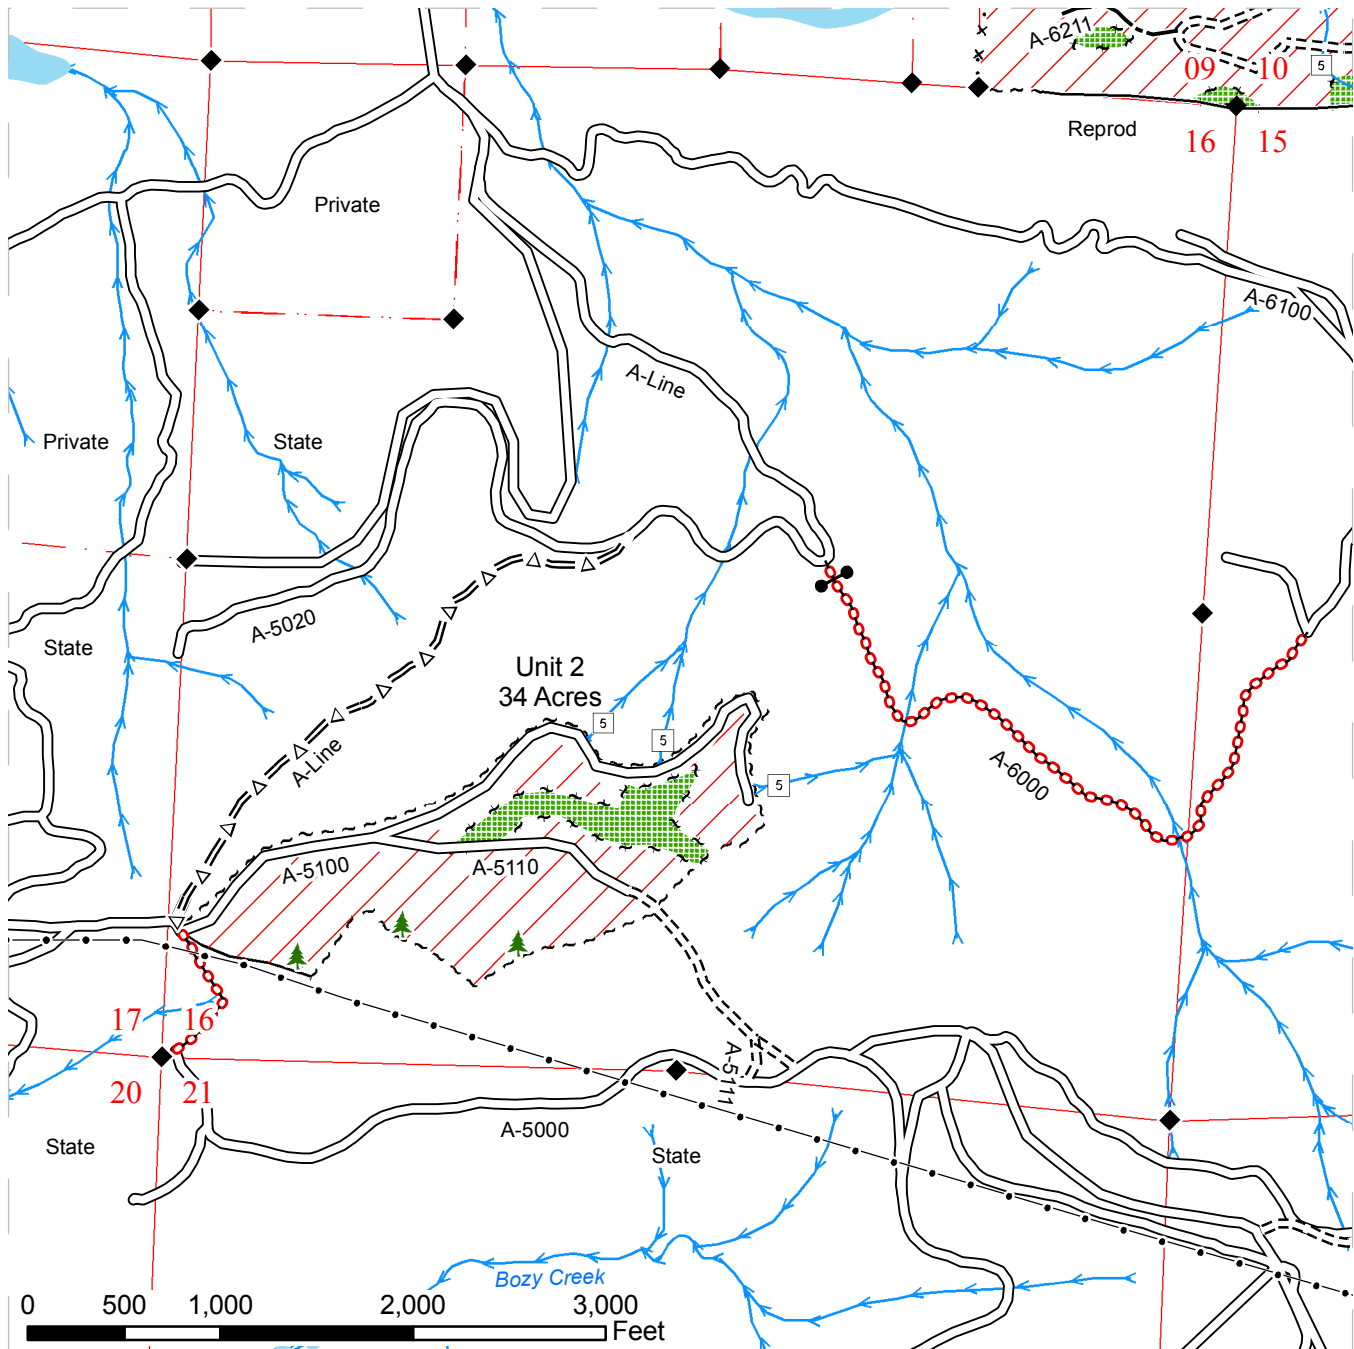 A-6211
09 10
5
Reprod
16 15
Private
A-6100
A-Line
Private
State
A-5020
State
Unit 2
34 Acres
5
5
A-Line
A-6000
5
A-5100
A-5110
17 16
A-5111
20 21
A-5000
State
State
Bozy Creek
0 500 1,000 2,000 3,000
Feet